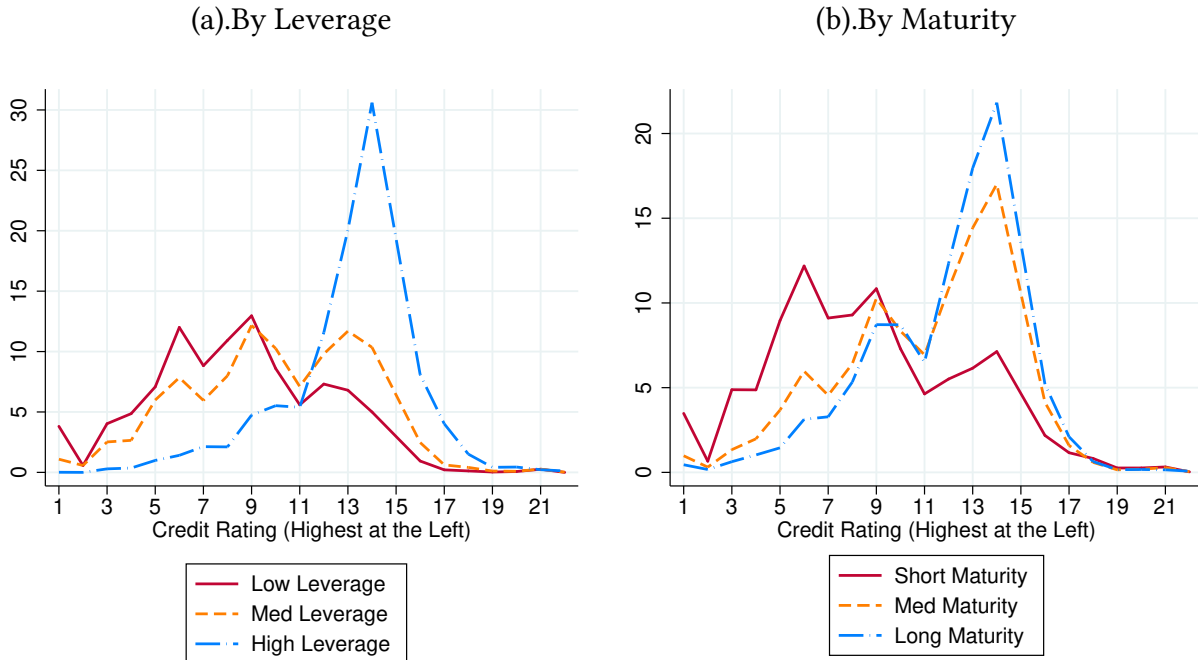 (a).By Leverage
30
25
20
15
10
5
0
1 3 5 7 9 11 13 15 17 19 21
Credit Rating (Highest at the Left)
Low Leverage
Med Leverage
High Leverage
(b).By Maturity
20
15
10
5
0
1 3 5 7 9 11 13 15 17 19 21
Credit Rating (Highest at the Left)
Short Maturity
Med Maturity
Long Maturity